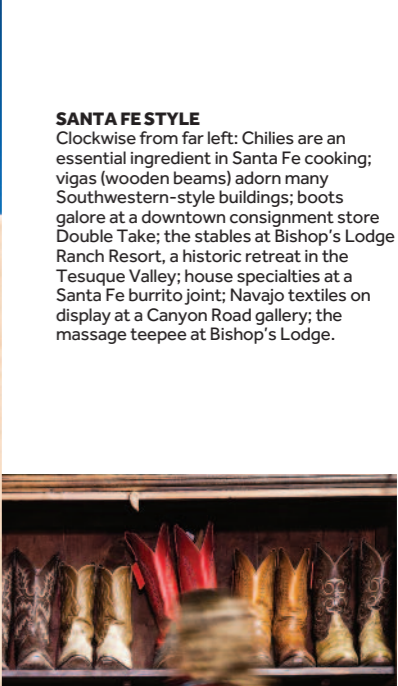 SANTA FE STYLE
Clockwise from far left: Chilies are an
essential ingredient in Santa Fe cooking;
vigas (wooden beams) adorn many
Southwestern-style buildings; boots
galore at a downtown consignment store
Double Take; the stables at Bishop's Lodge
Ranch Resort, a historic retreat in the
Tesuque Valley; house specialties at a
Santa Fe burrito joint; Navajo textiles on
display at a Canyon Road gallery; the
massage teepee at Bishop's Lodge.